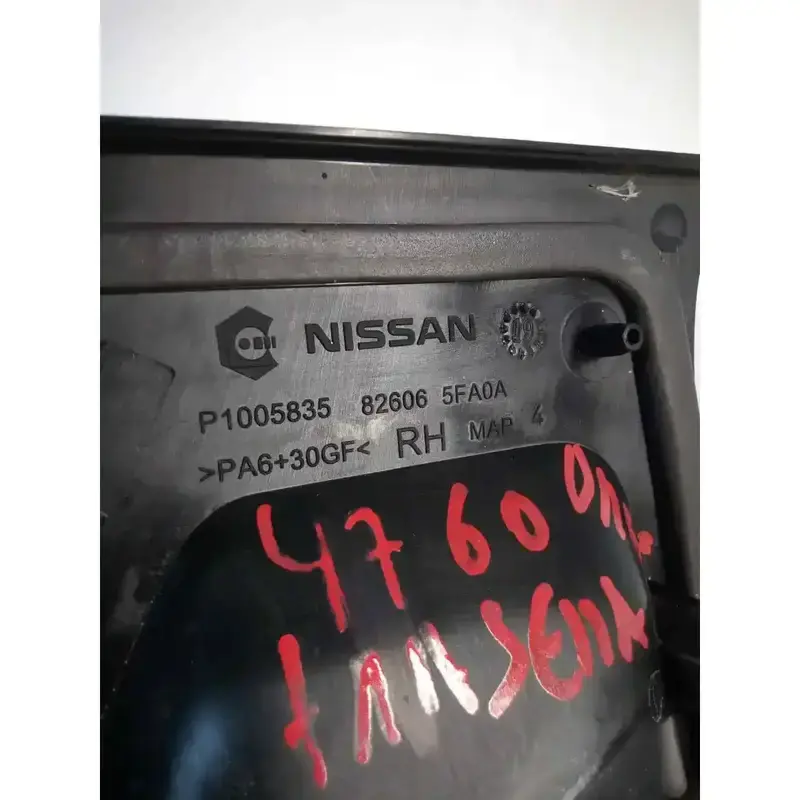 NISSAN
P1005835 82606 5FA0A
>PA6+30GF< RH MAP 4
4760